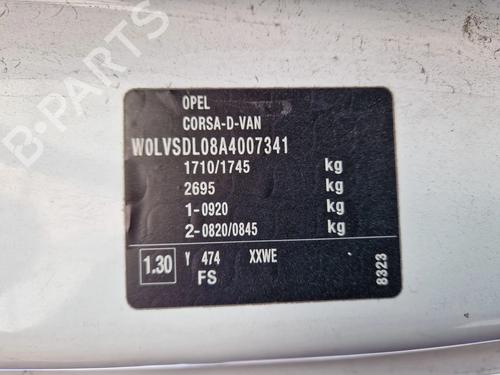 OPEL
CORSA-D-VAN
W0LVSDL08A4007341
1710/1745 kg
2695 kg
1-0920 kg
2-0820/0845 kg
1.30 Y 474 XXWE
FS
8323